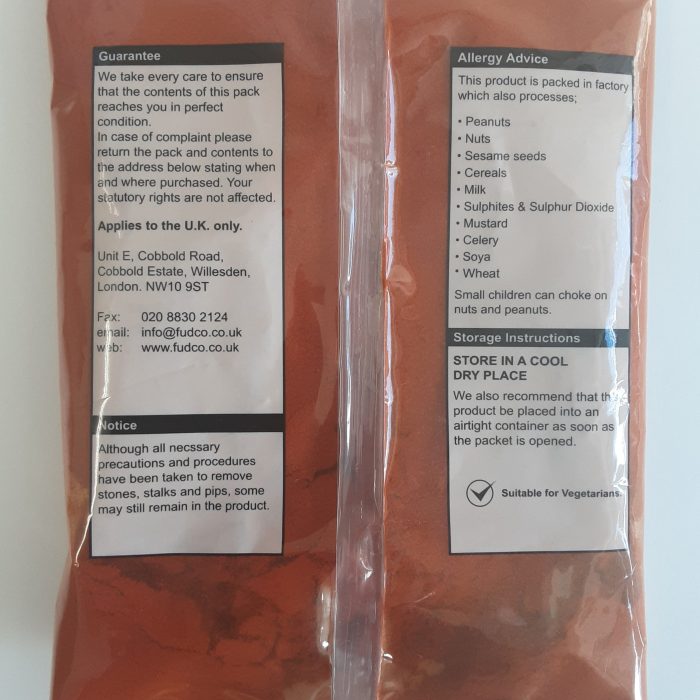 Guarantee
We take every care to ensure
that the contents of this pack
reaches you in perfect
condition.
In case of complaint please
return the pack and contents to
the address below stating when
and where purchased. Your
statutory rights are not affected.
Applies to the U.K. only.
Unit E, Cobbold Road,
Cobbold Estate, Willesden,
London. NW10 9ST
Fax: 020 8830 2124
email: info@fudco.co.uk
web: www.fudco.co.uk
Notice
Although all necssary
precautions and procedures
have been taken to remove
stones, stalks and pips, some
may still remain in the product.
Allergy Advice
This product is packed in factory
which also processes;
• Peanuts
• Nuts
• Sesame seeds
• Cereals
• Milk
• Sulphites & Sulphur Dioxide
• Mustard
• Celery
• Soya
• Wheat
Small children can choke on
nuts and peanuts.
Storage Instructions
STORE IN A COOL
DRY PLACE
We also recommend that the
product be placed into an
airtight container as soon as
the packet is opened.
Suitable for Vegetarians.